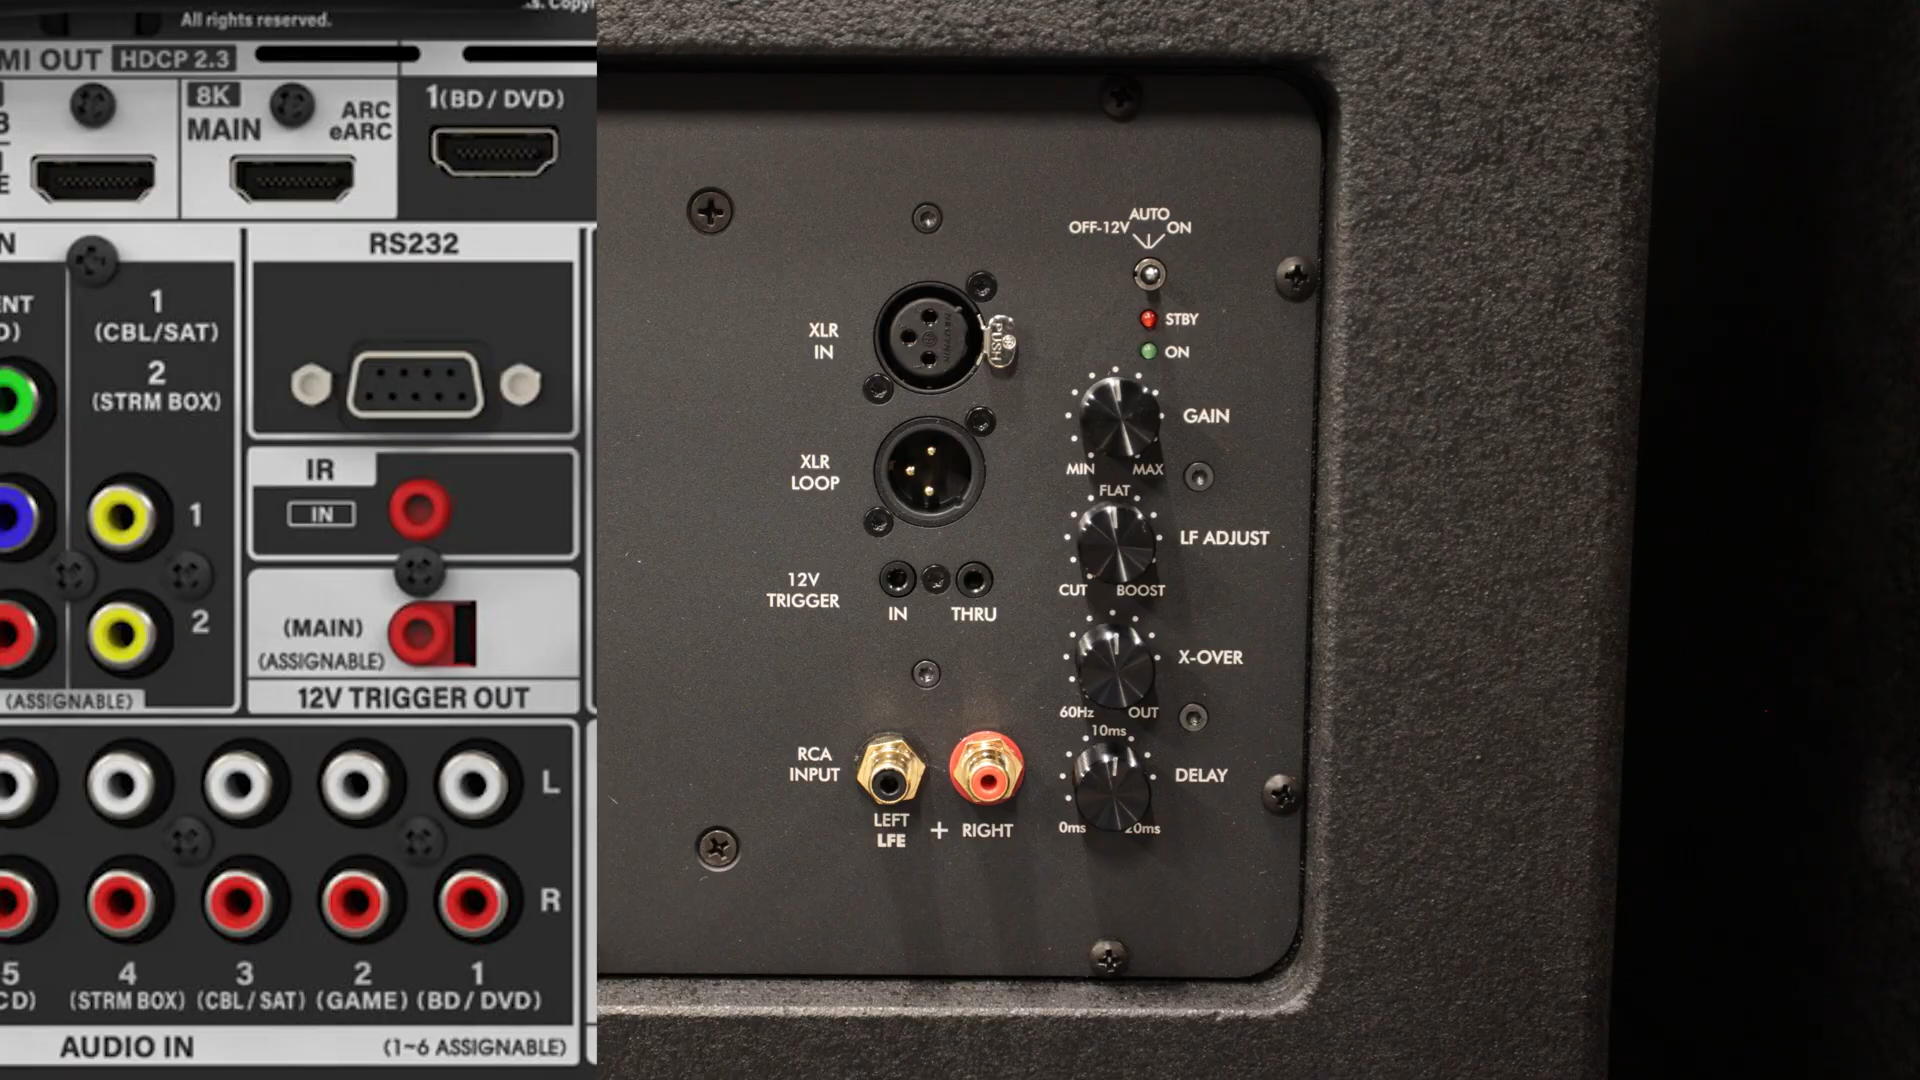 All rights reserved.
MI OUT HDCP 2.3
8K
MAIN
ARC
eARC
1(BD/DVD)
RS232
1
(CBL/SAT)
2
(STRM BOX)
IR
IN
1
2
(MAIN)
(ASSIGNABLE)
12V TRIGGER OUT
(ASSIGNABLE)
L
R
5
4
3
2
1
CD)
(STRM BOX)
(CBL/SAT)
(GAME)
(BD/DVD)
AUDIO IN
(1~6 ASSIGNABLE)
AUTO
OFF-12V
ON
STBY
ON
XLR
IN
PUSH
GAIN
MIN
MAX
XLR
LOOP
FLAT
LF ADJUST
CUT
BOOST
12V
TRIGGER
IN
THRU
X-OVER
60Hz
OUT
10ms
RCA
INPUT
DELAY
LEFT
LFE
+
RIGHT
0ms
20ms